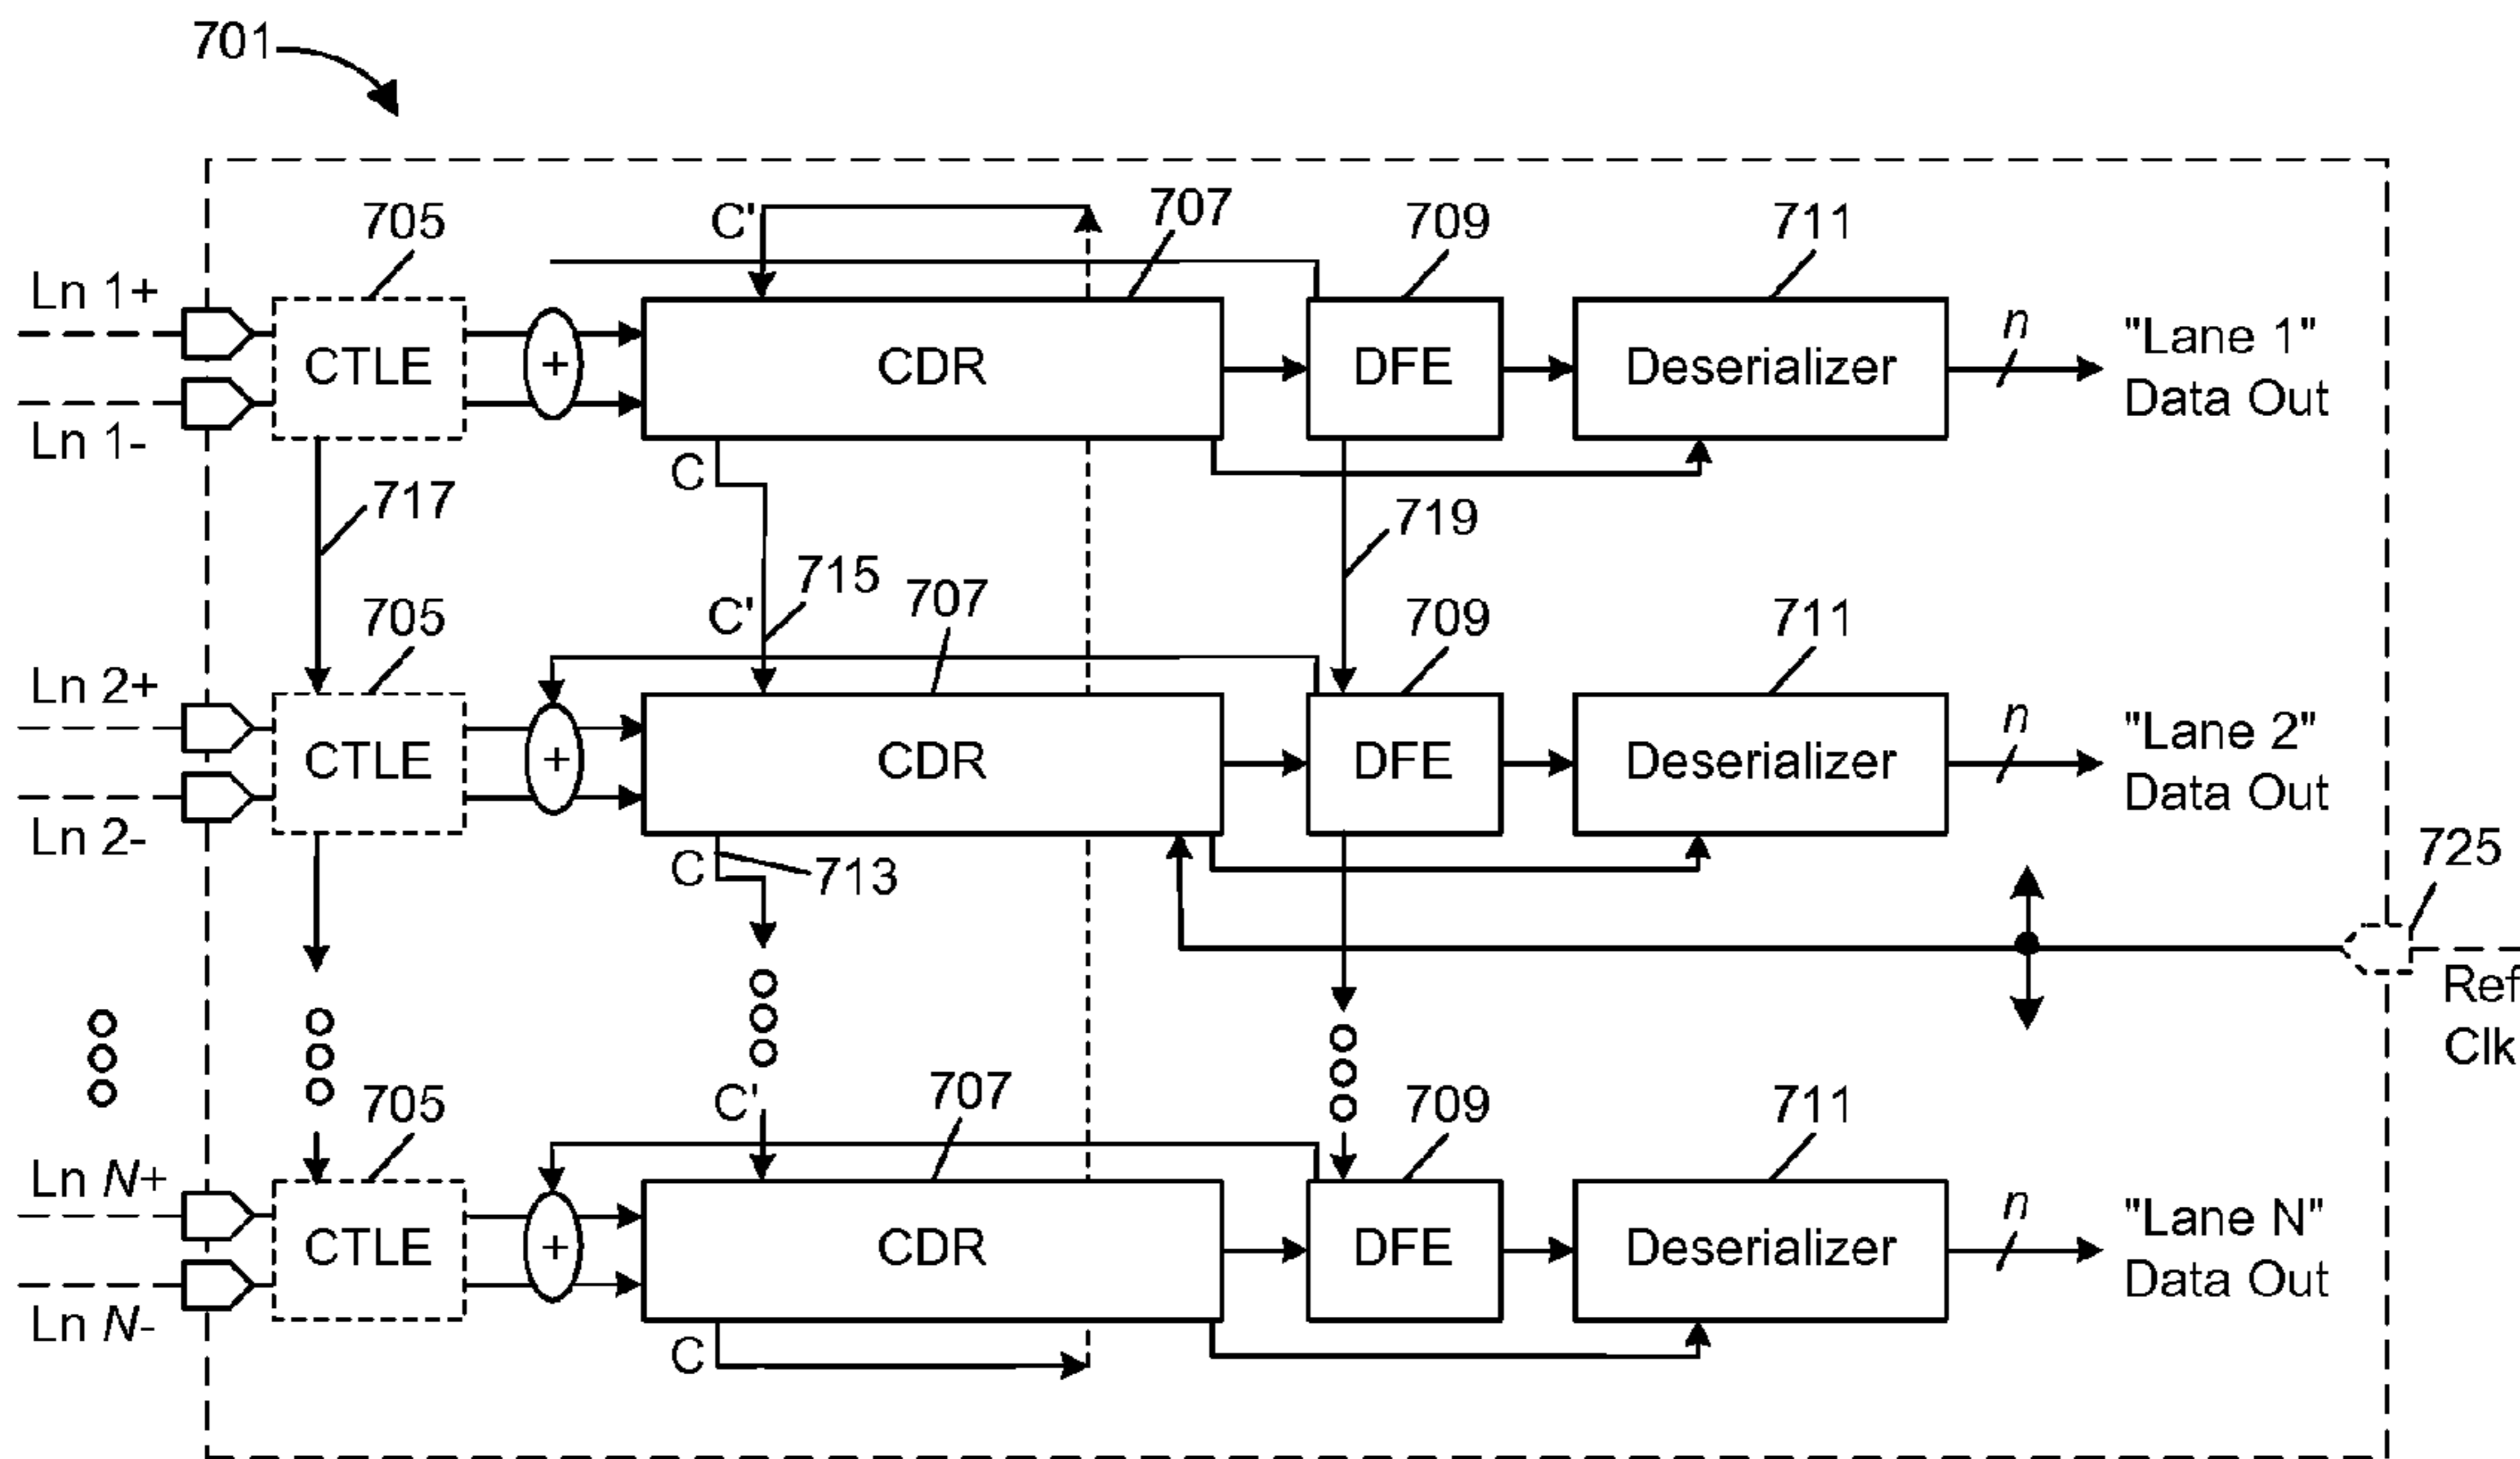 701
705
C'
707
709
711
Ln 1+
CTLE
+
CDR
DFE
Deserializer
n
"Lane 1"
Data Out
Ln 1-
C
717
719
715
705
C'
707
709
711
Ln 2+
CTLE
+
CDR
DFE
Deserializer
n
"Lane 2"
Data Out
Ln 2-
C
713
725
Ref
Clk
705
C'
707
709
711
Ln N+
CTLE
+
CDR
DFE
Deserializer
n
"Lane N"
Data Out
Ln N-
C